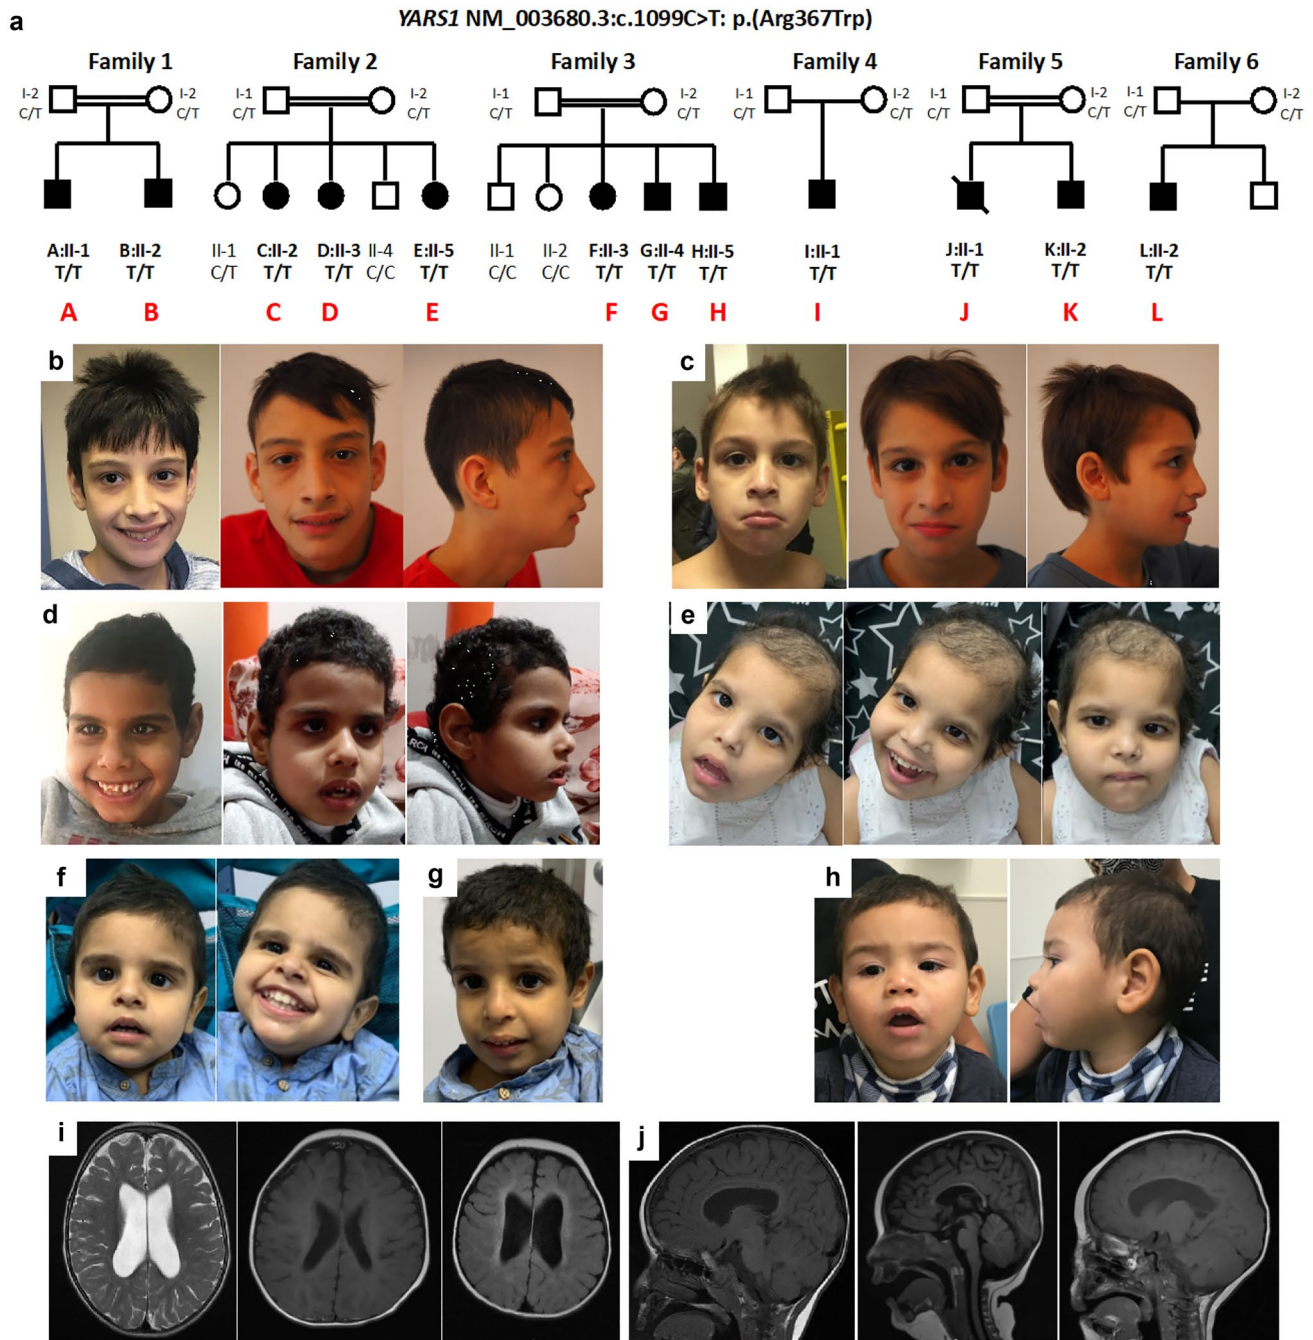 a
YARS1 NM_003680.3:c.1099C>T: p.(Arg367Trp)
Family 1 Family 2 Family 3 Family 4 Family 5 Family 6
I-2 I-2 I-1 I-2 I-1 I-2 I-1 I-2 I-1 I-2 I-1 I-2
C/T C/T C/T C/T C/T C/T C/T C/T C/T C/T C/T C/T
A:II-1 B:II-2 II-1 C:II-2 D:II-3 II-4 E:II-5 II-1 II-2 F:II-3 G:II-4 H:II-5 I:II-1 J:II-1 K:II-2 L:II-2
T/T T/T C/T T/T T/T C/C T/T C/C C/C T/T T/T T/T T/T T/T T/T T/T
A B C D E F G H I J K L
b c
d e
f g h
i j